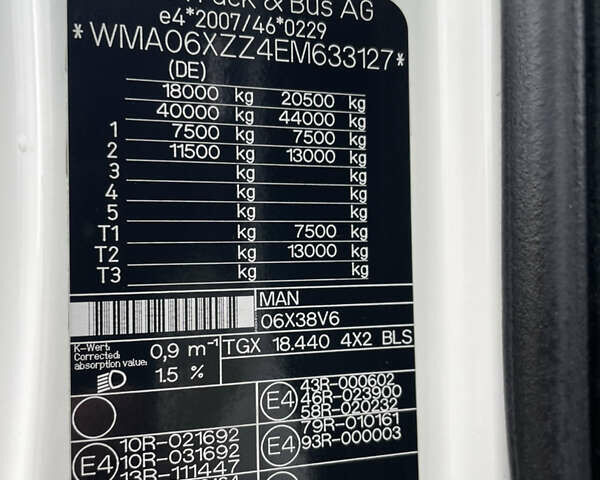 & Bus AG
e4*2007/46*0229
*WMA06XZZ4EM633127*
(DE)
18000 kg 20500 kg
40000 kg 44000 kg
1 7500 kg 7500 kg
2 11500 kg 13000 kg
3 kg kg
4 kg kg
5 kg kg
T1 kg 7500 kg
T2 kg 13000 kg
T3 kg kg
MAN
06X38V6
K-Wert:
Corrected
absorption value: 0,9 m⁻¹
TGX 18.440 4X2 BLS
1.5 %
E4 43R-000602
46R-023900
58R-020232
E4 79R-010161
93R-000003
E4 10R-021692
10R-031692
13R-111447